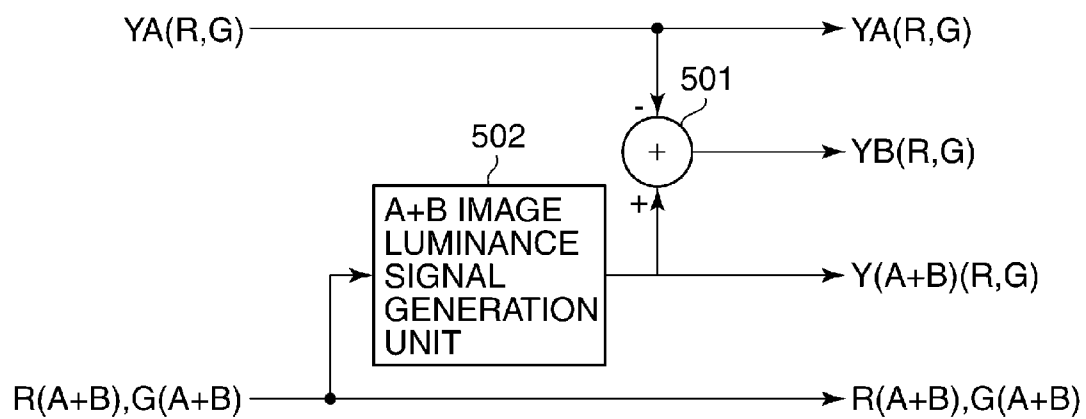 YA(R,G)
YA(R,G)
501
-
+
YB(R,G)
502
+
A+B IMAGE
LUMINANCE
SIGNAL
GENERATION
UNIT
Y(A+B)(R,G)
R(A+B),G(A+B)
R(A+B),G(A+B)